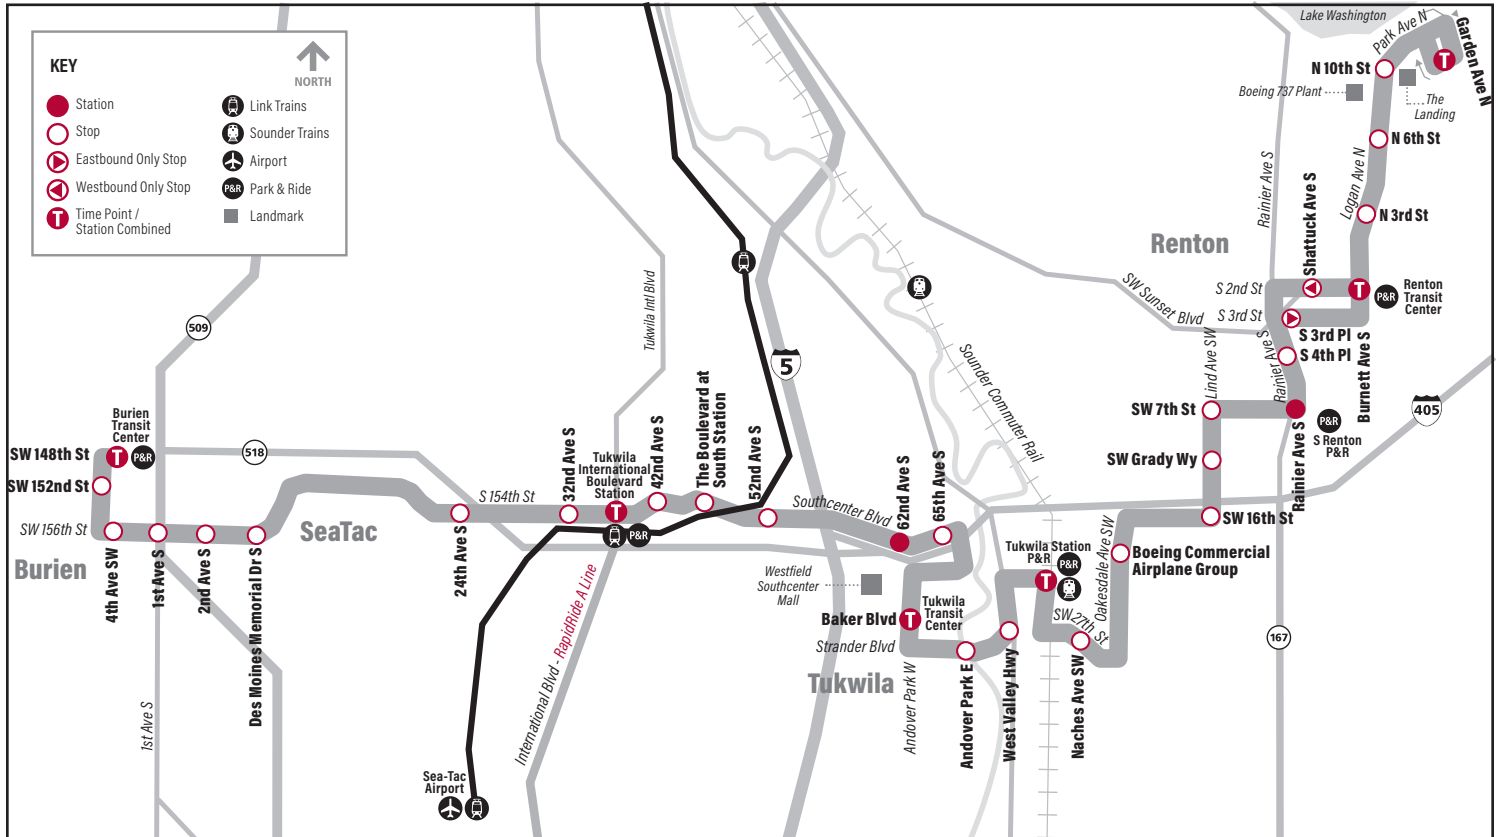 KEY
NORTH
Station
Stop
Eastbound Only Stop
Westbound Only Stop
T
Time Point /
Station Combined
Link Trains
Sounder Trains
Airport
P&R
Park & Ride
Landmark
Lake Washington
Park Ave N
Garden Ave N
T
N 10th St
Boeing 737 Plant
The
Landing
N 6th St
Logan Ave N
N 3rd St
Rainier Ave S
Shattuck Ave S
Renton
S 2nd St
T
P&R
Renton
Transit
Center
S 3rd St
S 3rd Pl
S 4th Pl
Rainier Ave S
Burnett Ave S
SW Sunset Blvd
Lind Ave SW
SW 7th St
Rainier Ave S
P&R
S Renton
P&R
405
SW Grady Wy
SW 16th St
Oakesdale Ave SW
Boeing Commercial
Airplane Group
167
509
5
Tukwila Intl Blvd
Sounder Commuter Rail
Burien
Transit
Center
SW 148th St
T
P&R
518
SW 152nd St
SW 156th St
Burien
4th Ave SW
1st Ave S
2nd Ave S
Des Moines Memorial Dr S
1st Ave S
SeaTac
S 154th St
24th Ave S
32nd Ave S
Tukwila
International
Boulevard
Station
T
P&R
42nd Ave S
The Boulevard at
South Station
52nd Ave S
Southcenter Blvd
62nd Ave S
65th Ave S
International Blvd - RapidRide A Line
Sea-Tac
Airport
Westfield
Southcenter
Mall
Baker Blvd
T
Tukwila
Transit
Center
Strander Blvd
Tukwila
Andover Park W
Andover Park E
West Valley Hwy
Tukwila Station
P&R
T
P&R
SW 27th St
Naches Ave SW